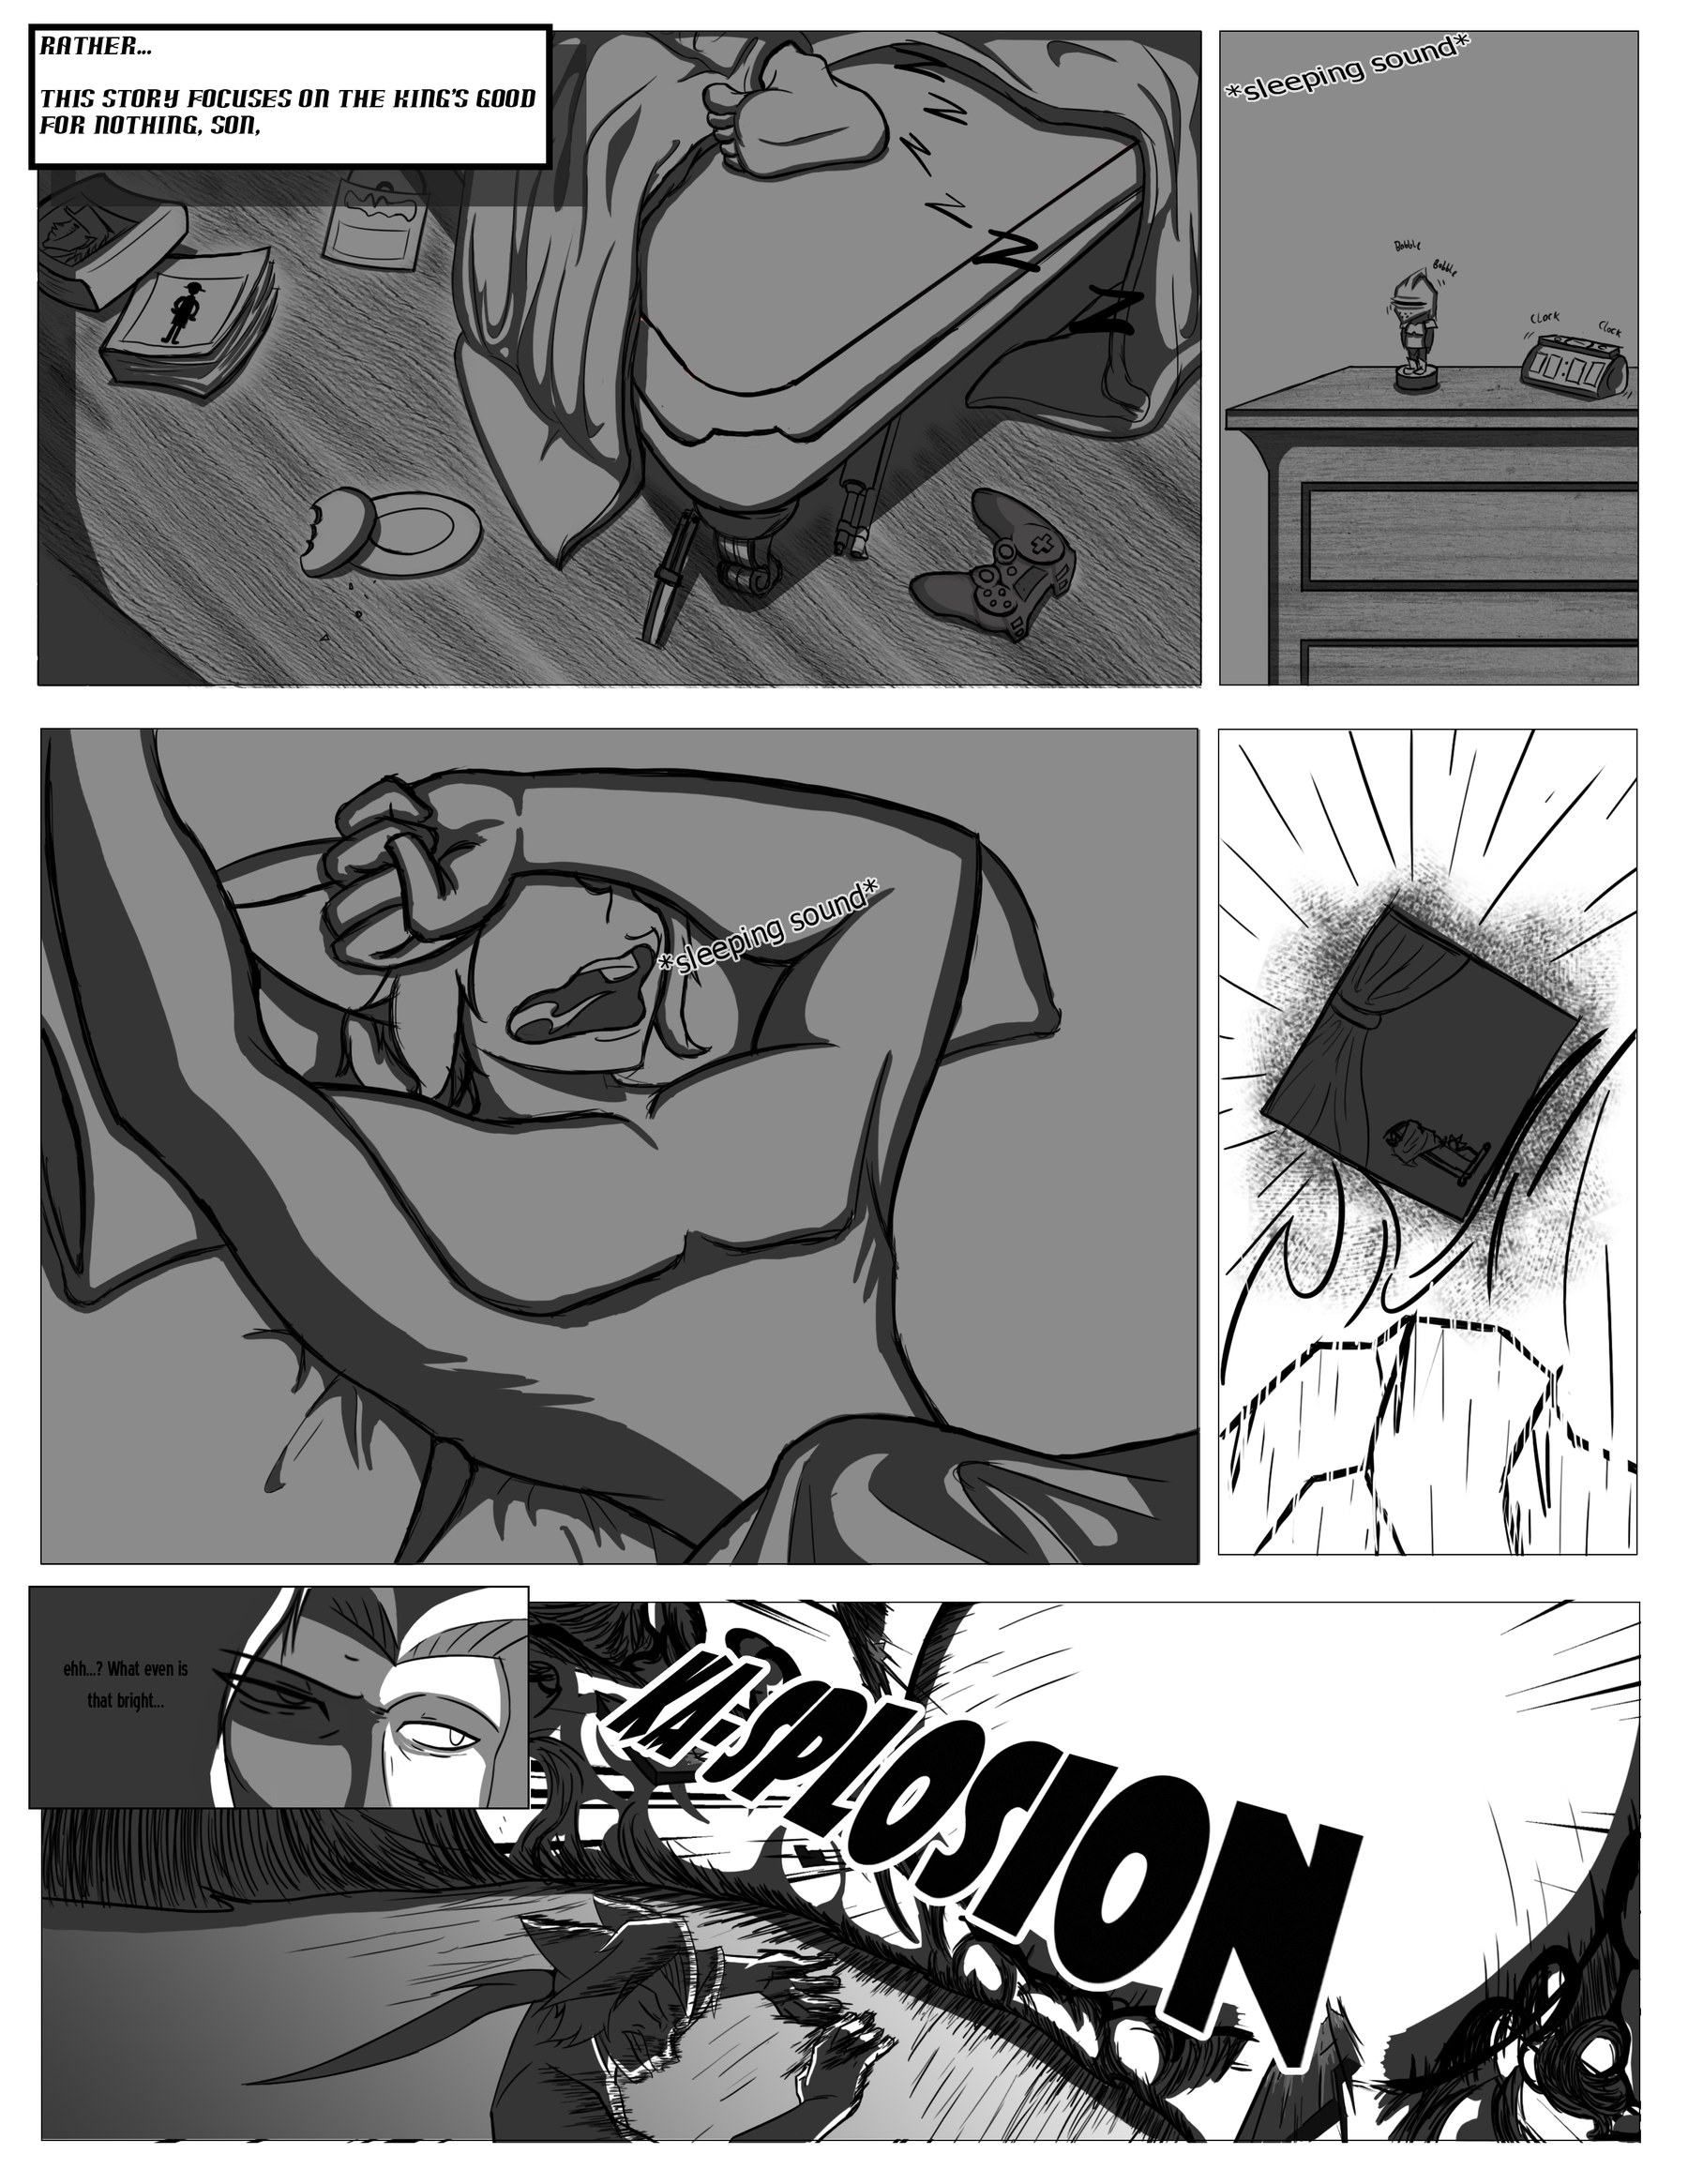 RATHER...
THIS STORY FOCUSES ON THE KING'S GOOD
FOR NOTHING, SON,
Z
Z
Z
Z
Z
Z
*sleeping sound*
Bobble
Bobble
CLOCK
CLOCK
*sleeping sound*
ehh...? What even is
that bright...
KA-SPLOSION